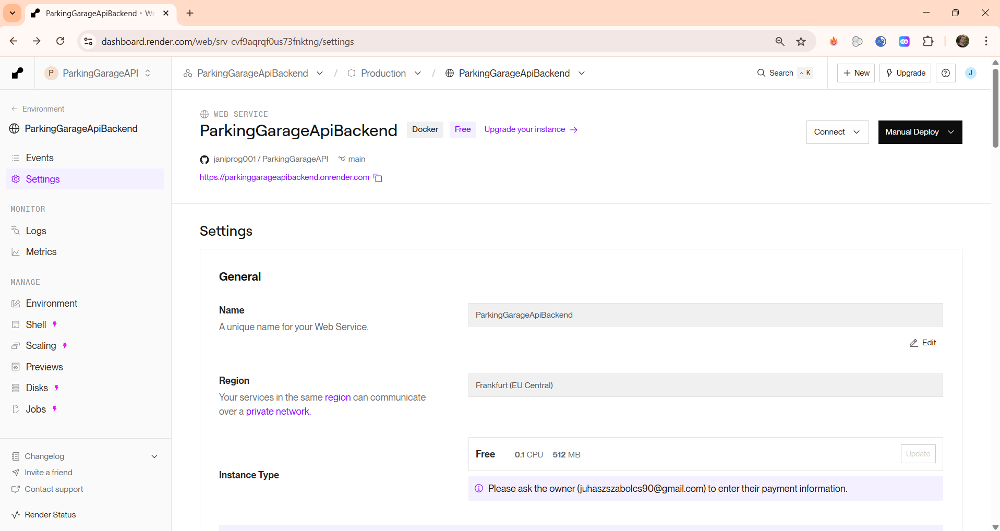 ParkingGarageApiBackend · We
dashboard.render.com/web/srv-cvf9aqrqf0us73fnktng/settings
P ParkingGarageAPI
ParkingGarageApiBackend / Production / ParkingGarageApiBackend
Search ^ K
+ New
Upgrade
J
← Environment
ParkingGarageApiBackend
Events
Settings
MONITOR
Logs
Metrics
MANAGE
Environment
Shell
Scaling
Previews
Disks
Jobs
Changelog
Invite a friend
Contact support
Render Status
WEB SERVICE
ParkingGarageApiBackend Docker Free Upgrade your instance →
Connect
Manual Deploy
janiprog001 / ParkingGarageAPI main
https://parkinggarageapibackend.onrender.com
Settings
General
Name
A unique name for your Web Service.
ParkingGarageApiBackend
Edit
Region
Your services in the same region can communicate
over a private network.
Frankfurt (EU Central)
Instance Type
Free 0.1 CPU 512 MB
Update
Please ask the owner (juhaszszabolcs90@gmail.com) to enter their payment information.